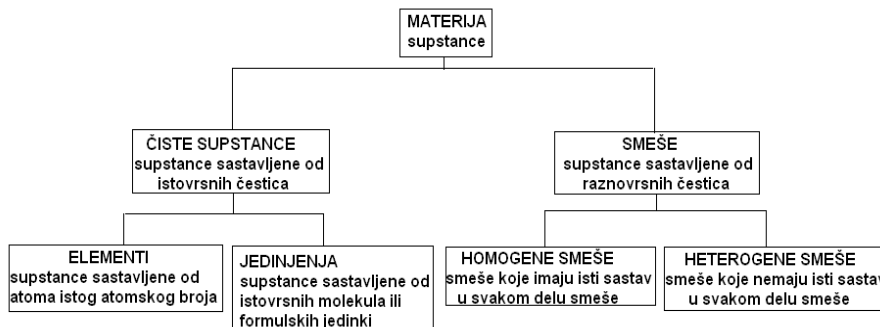 MATERIJA
supstance
ČISTE SUPSTANCE
supstance sastavljene od
istovrsnih čestica
SMEŠE
supstance sastavljene od
raznovrsnih čestica
ELEMENTI
supstance sastavljene od
atoma istog atomskog broja
JEDINJENJA
supstance sastavljene od
istovrsnih molekula ili
formulskih jedinki
HOMOGENE SMEŠE
smeše koje imaju isti sastav
u svakom delu smeše
HETEROGENE SMEŠE
smeše koje nemaju isti sastav
u svakom delu smeše